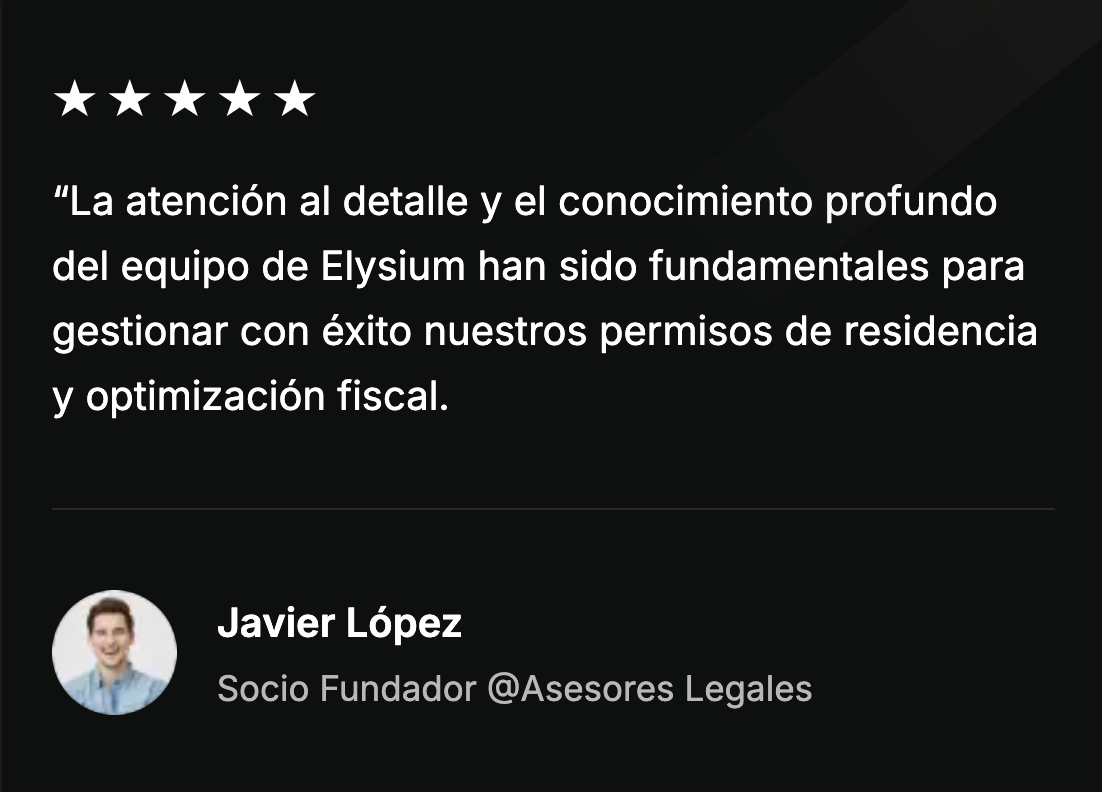 ★★★★★
“La atención al detalle y el conocimiento profundo
del equipo de Elysium han sido fundamentales para
gestionar con éxito nuestros permisos de residencia
y optimización fiscal.
Javier López
Socio Fundador @Asesores Legales